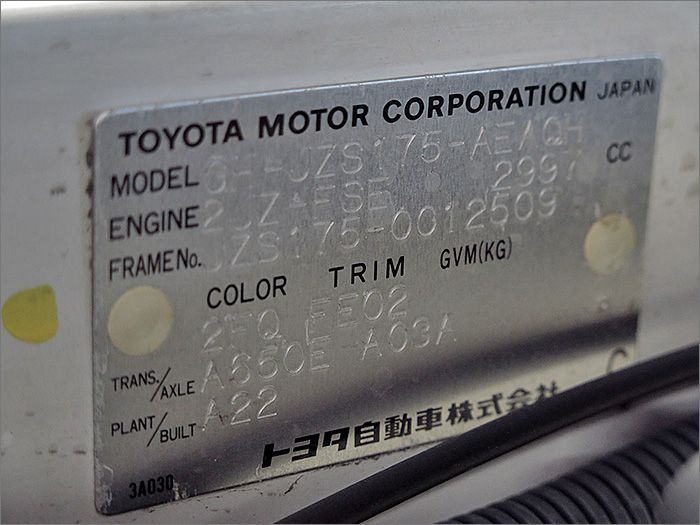 TOYOTA MOTOR CORPORATION JAPAN
MODEL GH-JZS175-AEAQH
ENGINE 2JZ-FSE 2997 CC
FRAME No. JZS175-0012509
COLOR TRIM GVM(KG)
2FQ FE02
TRANS./AXLE A650E-A03A
PLANT/BUILT A22
トヨタ自動車株式会社
3A030